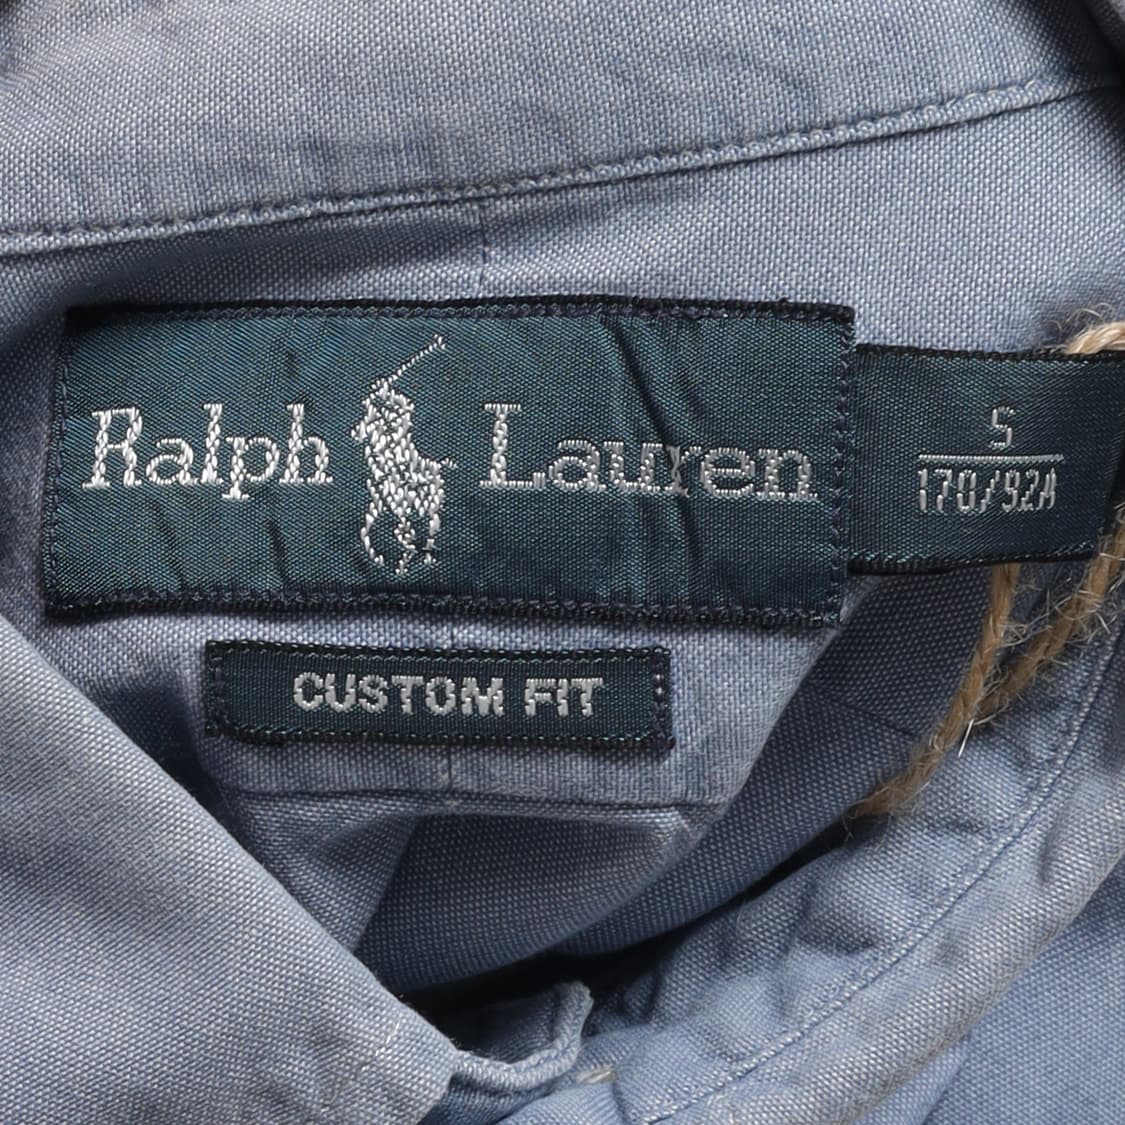 Ralph Lauren
S
170/92A
CUSTOM FIT